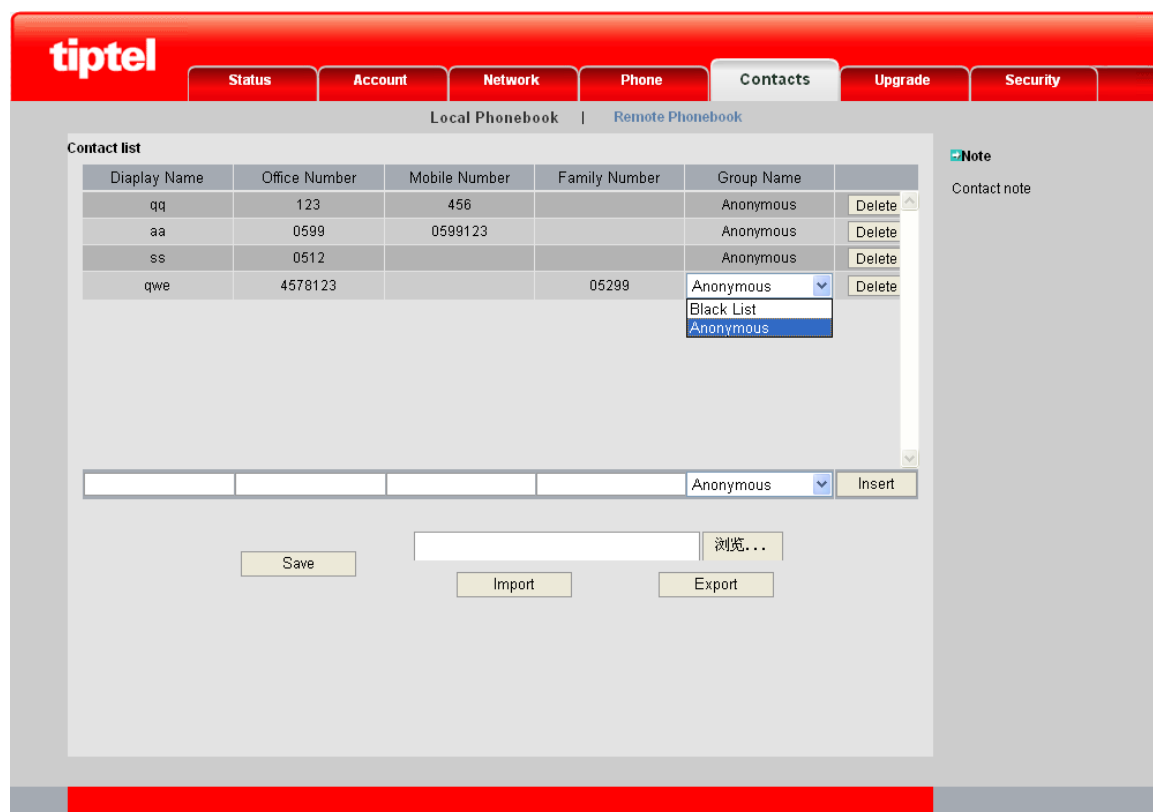 tiptel
Status Account Network Phone Contacts Upgrade Security
Local Phonebook | Remote Phonebook
Contact list
Note
Contact note
Diaplay Name Office Number Mobile Number Family Number Group Name
qq 123 456 Anonymous Delete
aa 0599 0599123 Anonymous Delete
ss 0512 Anonymous Delete
qwe 4578123 05299 Anonymous Delete
Black List
Anonymous
Anonymous Insert
浏览...
Save
Import Export